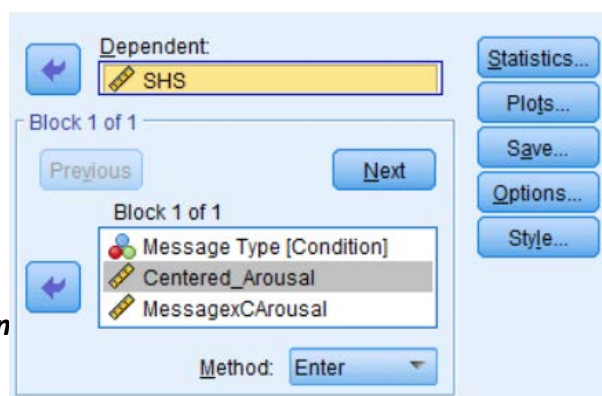 Dependent:
SHS
Statistics...
Plots...
Save...
Options...
Style...
Block 1 of 1
Previous
Next
Block 1 of 1
Message Type [Condition]
Centered_Arousal
MessagexCArousal
n
Method: Enter